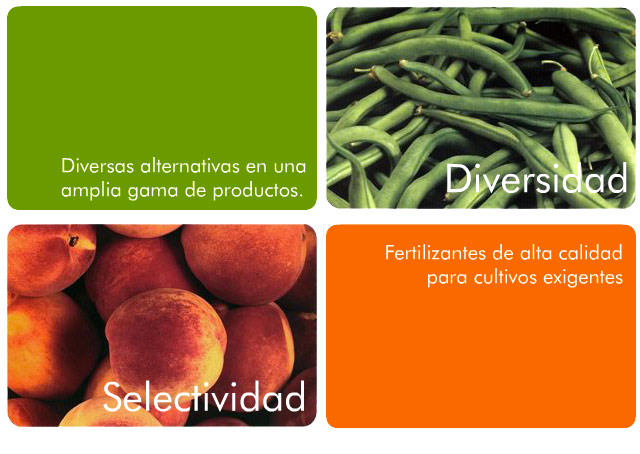 Diversas alternativas en una
amplia gama de productos.
Diversidad
Selectividad
Fertilizantes de alta calidad
para cultivos exigentes